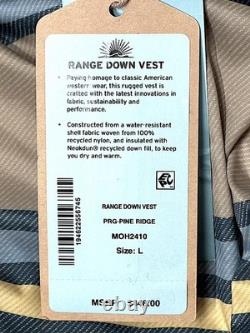 RANGE DOWN VEST
• Paying homage to classic American
western wear, this rugged vest is
crafted with the latest innovations in
fabric, sustainability and
performance.
• Constructed from a water-resistant
shell fabric woven from 100%
recycled nylon, and insulated with
Neokdun® recycled down fill, to keep
you dry and warm.
194822556745
RANGE DOWN VEST
PRG-PINE RIDGE
MOH2410
Size: L